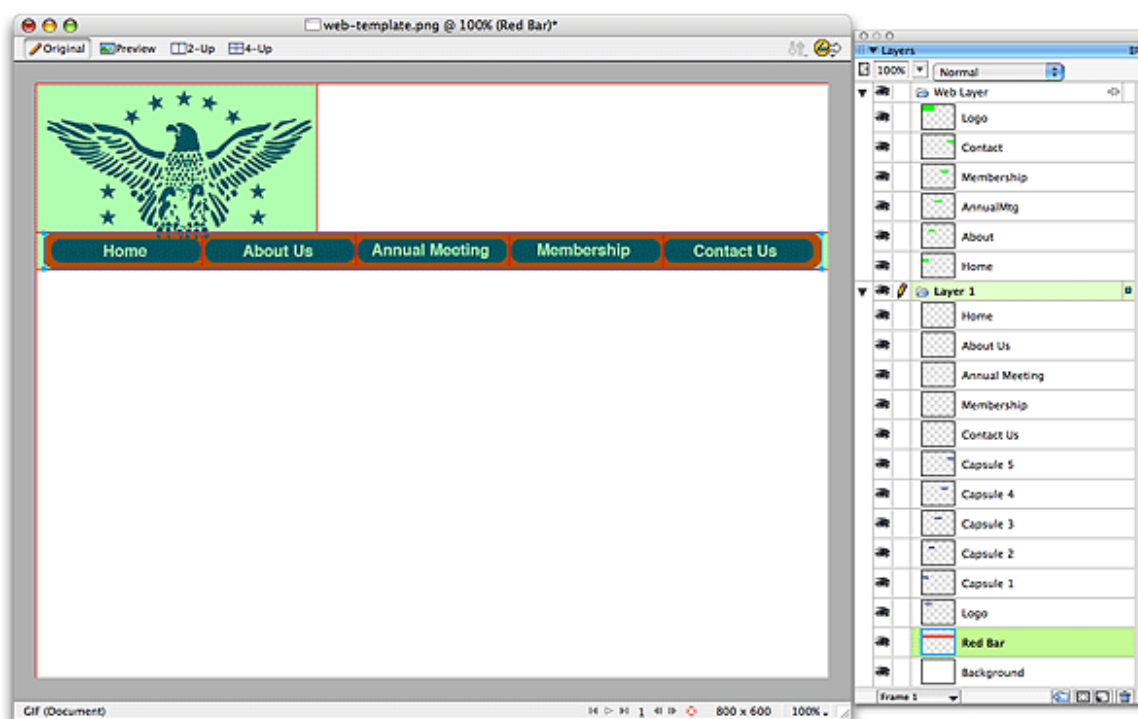 web-template.png @ 100% (Red Bar)*
Original Preview 2-Up 4-Up
Home About Us Annual Meeting Membership Contact Us
GIF (Document) 1 800 x 600 100%
Layers
100% Normal
Web Layer
Logo
Contact
Membership
AnnualMtg
About
Home
Layer 1
Home
About Us
Annual Meeting
Membership
Contact Us
Capsule 5
Capsule 4
Capsule 3
Capsule 2
Capsule 1
Logo
Red Bar
Background
Frame 1